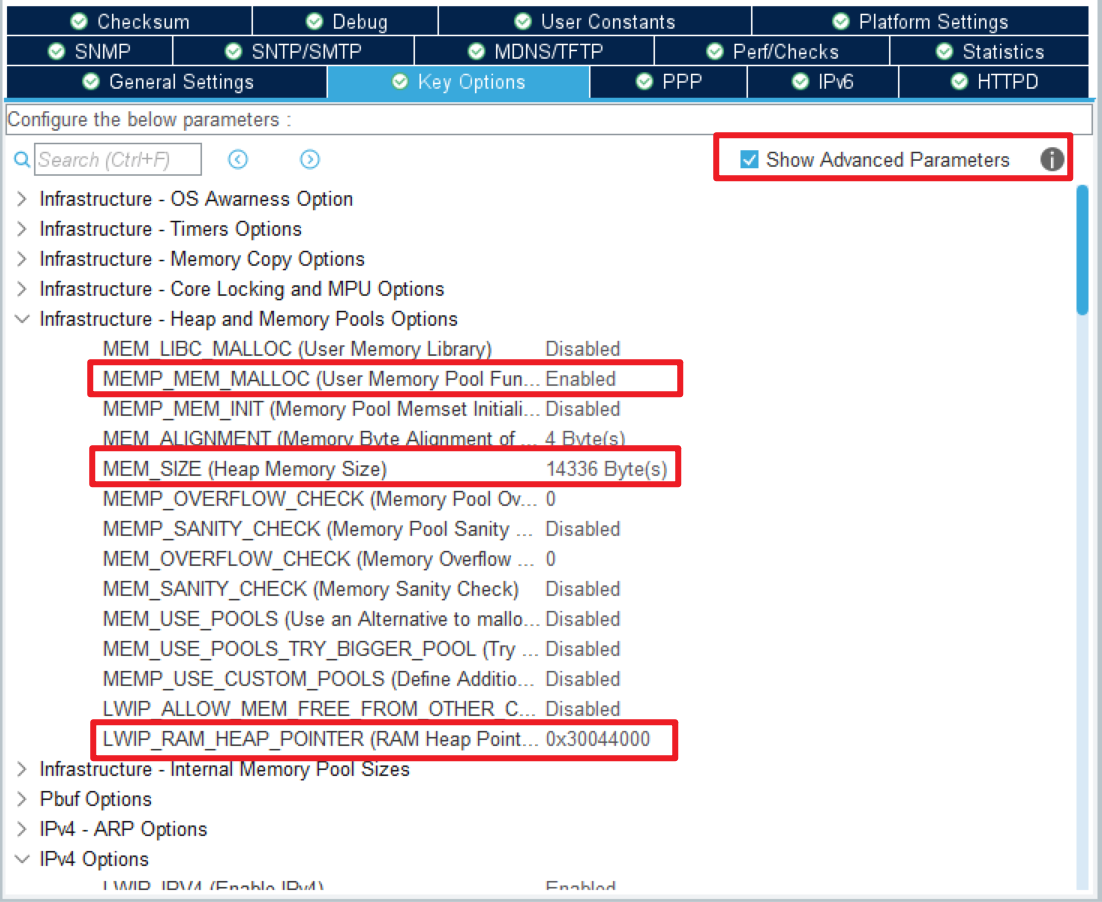 Checksum Debug User Constants Platform Settings
SNMP SNTP/SMTP MDNS/TFTP Perf/Checks Statistics
General Settings Key Options PPP IPv6 HTTPD
Configure the below parameters :
Search (Ctrl+F) Show Advanced Parameters
Infrastructure - OS Awarness Option
Infrastructure - Timers Options
Infrastructure - Memory Copy Options
Infrastructure - Core Locking and MPU Options
Infrastructure - Heap and Memory Pools Options
MEM_LIBC_MALLOC (User Memory Library) Disabled
MEMP_MEM_MALLOC (User Memory Pool Fun... Enabled
MEMP_MEM_INIT (Memory Pool Memset Initiali... Disabled
MEM_ALIGNMENT (Memory Byte Alignment of ... 4 Byte(s)
MEM_SIZE (Heap Memory Size) 14336 Byte(s)
MEMP_OVERFLOW_CHECK (Memory Pool Ov... 0
MEMP_SANITY_CHECK (Memory Pool Sanity ... Disabled
MEM_OVERFLOW_CHECK (Memory Overflow ... 0
MEM_SANITY_CHECK (Memory Sanity Check) Disabled
MEM_USE_POOLS (Use an Alternative to mallo... Disabled
MEM_USE_POOLS_TRY_BIGGER_POOL (Try ... Disabled
MEMP_USE_CUSTOM_POOLS (Define Additio... Disabled
LWIP_ALLOW_MEM_FREE_FROM_OTHER_C... Disabled
LWIP_RAM_HEAP_POINTER (RAM Heap Point... 0x30044000
Infrastructure - Internal Memory Pool Sizes
Pbuf Options
IPv4 - ARP Options
IPv4 Options
LWIP_IPV4 (Enable IPv4) Enabled